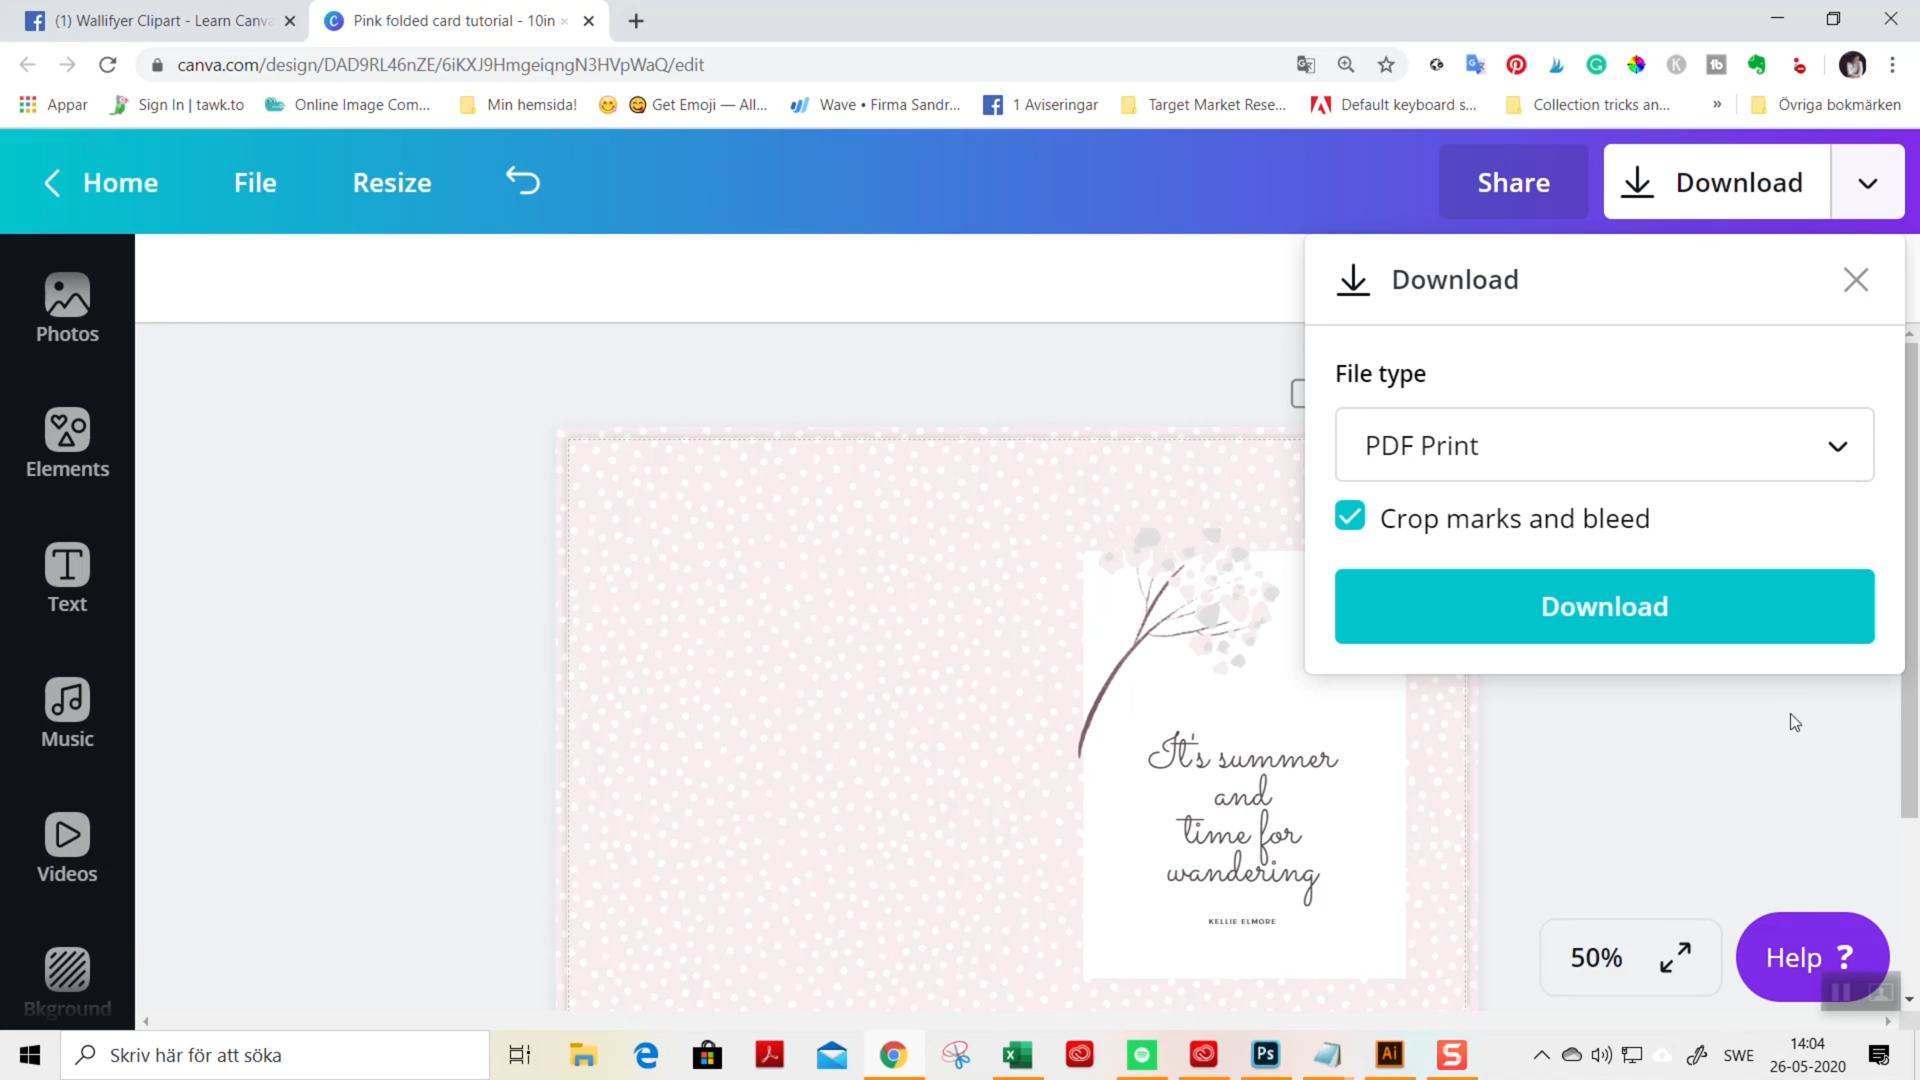 (1) Wallifyer Clipart - Learn Canva
Pink folded card tutorial - 10in
canva.com/design/DAD9RL46nZE/6iKXJ9HmgeiqngN3HVpWaQ/edit
Appar
Sign In | tawk.to
Online Image Com...
Min hemsida!
Get Emoji — All...
Wave • Firma Sandr...
1 Aviseringar
Target Market Rese...
Default keyboard s...
Collection tricks an...
»
Övriga bokmärken
Home
File
Resize
Share
Download
Photos
Elements
Text
Music
Videos
Bkground
Download
File type
PDF Print
Crop marks and bleed
Download
It's summer
and
time for
wandering
KELLIE ELMORE
50%
Help ?
Skriv här för att söka
Ps
Ai
SWE
14:04
26-05-2020